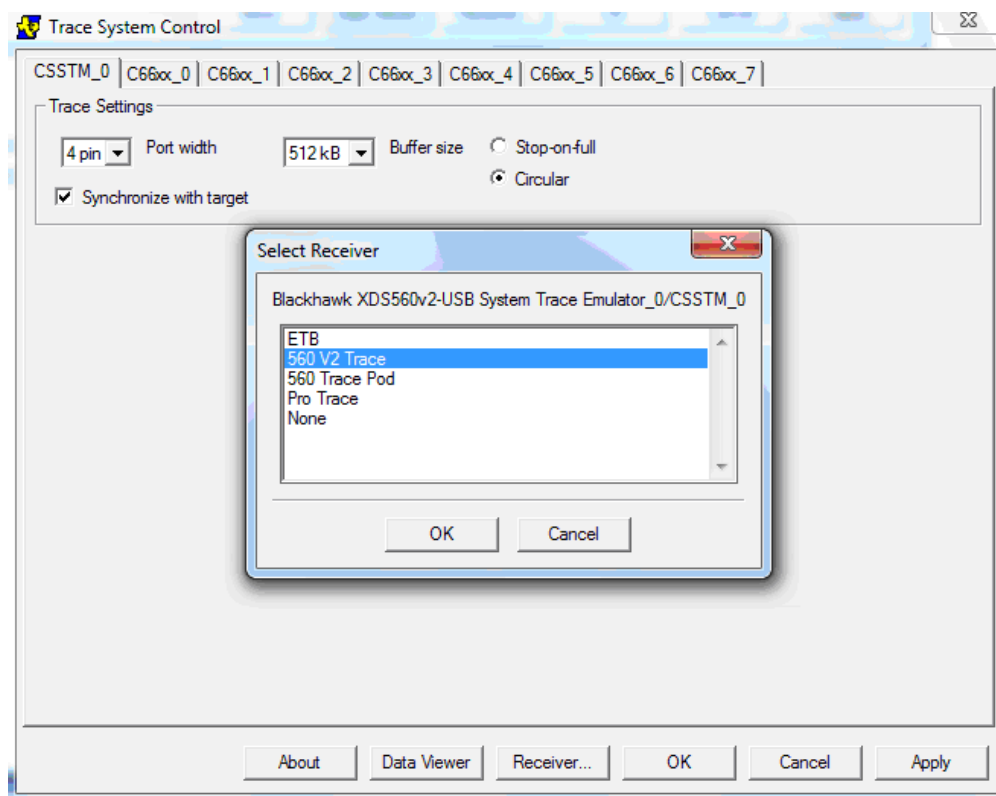 Trace System Control
CSSTM_0 C66xx_0 C66xx_1 C66xx_2 C66xx_3 C66xx_4 C66xx_5 C66xx_6 C66xx_7
Trace Settings
4 pin Port width 512 kB Buffer size Stop-on-full
Circular
Synchronize with target
Select Receiver
Blackhawk XDS560v2-USB System Trace Emulator_0/CSSTM_0
ETB
560 V2 Trace
560 Trace Pod
Pro Trace
None
OK Cancel
About Data Viewer Receiver... OK Cancel Apply